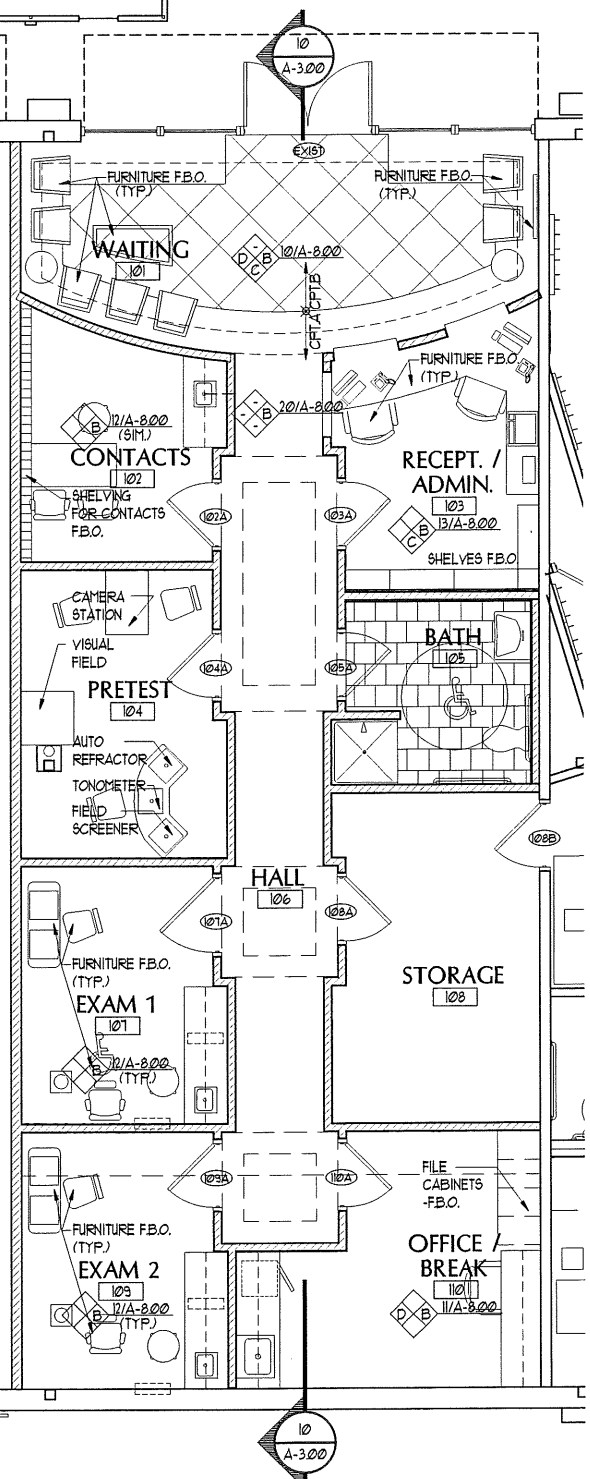 10
A-3.00
EXIST
FURNITURE F.B.O.
(TYP.)
FURNITURE F.B.O.
(TYP.)
WAITING
101
-
D B
C
10/A-8.00
CPT.A CPT.B
FURNITURE F.B.O.
(TYP.)
-
- B
-
20/A-8.00
B
12/A-8.00
(SIM.)
CONTACTS
102
SHELVING
FOR CONTACTS
F.B.O.
RECEPT. /
ADMIN.
103
B
C
13/A-8.00
SHELVES F.B.O
102A
103A
CAMERA
STATION
VISUAL
FIELD
PRETEST
104
104A
105A
BATH
105
AUTO
REFRACTOR
TONOMETER
FIELD
SCREENER
108B
HALL
106
107A
108A
FURNITURE F.B.O.
(TYP.)
EXAM 1
107
B
12/A-8.00
(TYP.)
STORAGE
108
109A
110A
FILE
CABINETS
-F.B.O.
FURNITURE F.B.O.
(TYP.)
EXAM 2
109
B
12/A-8.00
(TYP.)
OFFICE /
BREAK
110
D B
11/A-8.00
10
A-3.00